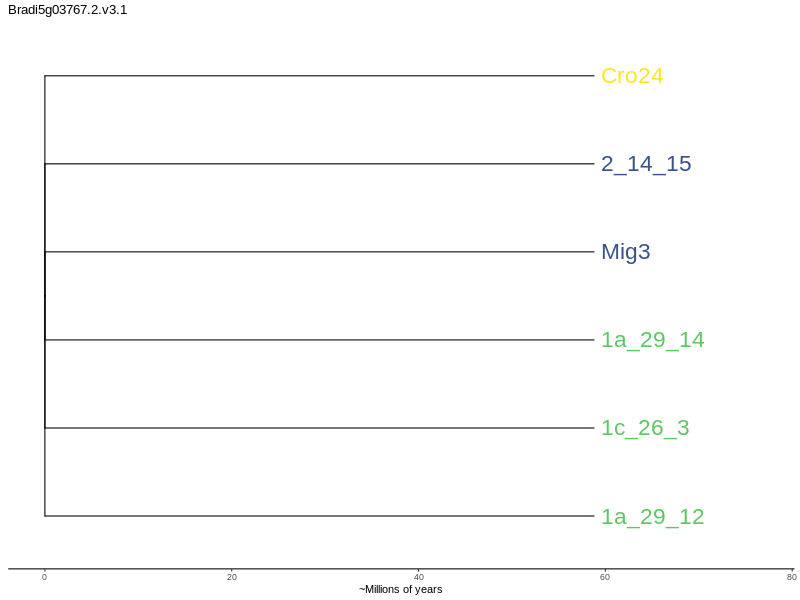 Bradi5g03767.2.v3.1
Cro24
2_14_15
Mig3
1a_29_14
1c_26_3
1a_29_12
0 20 40 60 80
~Millions of years